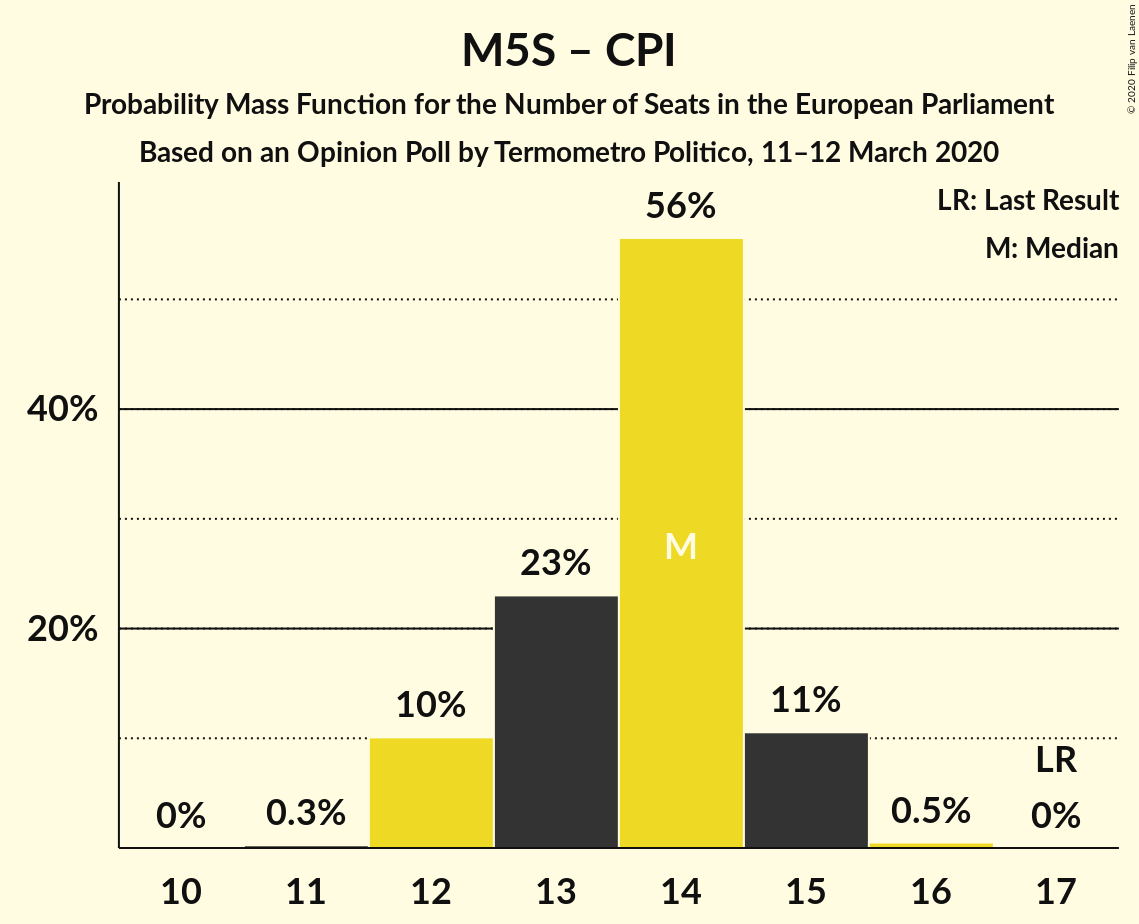 M5S – CPI
Probability Mass Function for the Number of Seats in the European Parliament
Based on an Opinion Poll by Termometro Politico, 11–12 March 2020
© 2020 Filip van Laenen
LR: Last Result
M: Median
56%
40%
M
23%
20%
10%
11%
LR
0%
0.3%
0.5%
0%
10
11
12
13
14
15
16
17